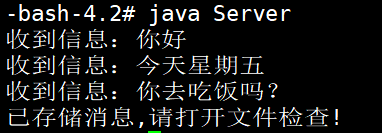 -bash-4.2# java Server
收到信息：你好
收到信息：今天星期五
收到信息：你去吃饭吗？
已存储消息,请打开文件检查!